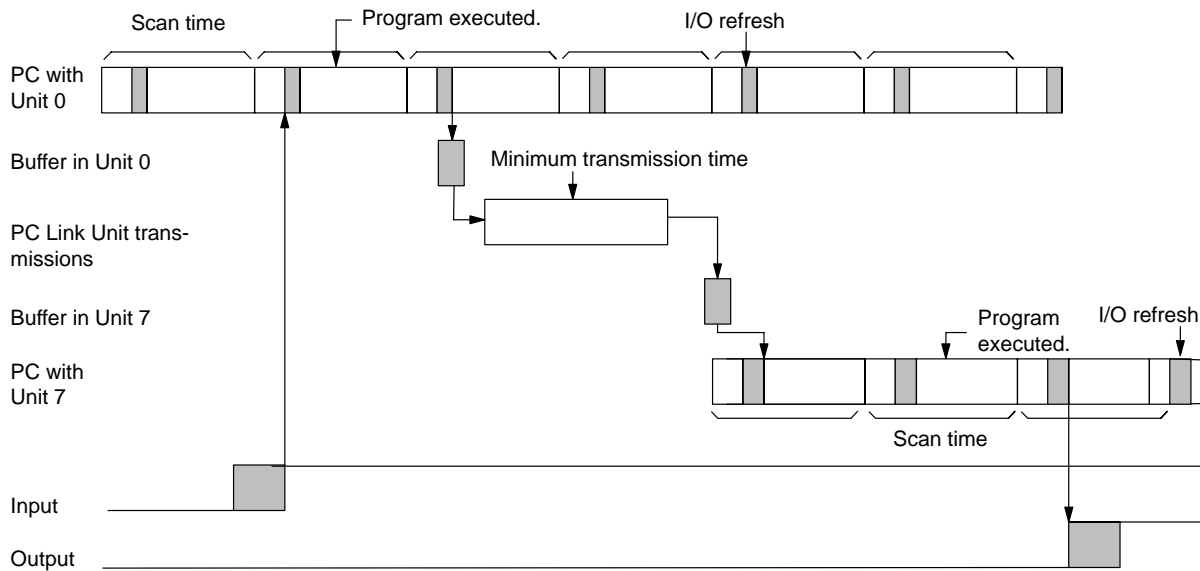 Scan time
Program executed.
I/O refresh
PC with
Unit 0
Buffer in Unit 0
Minimum transmission time
PC Link Unit trans-
missions
Buffer in Unit 7
Program
executed.
I/O refresh
PC with
Unit 7
Scan time
Input
Output